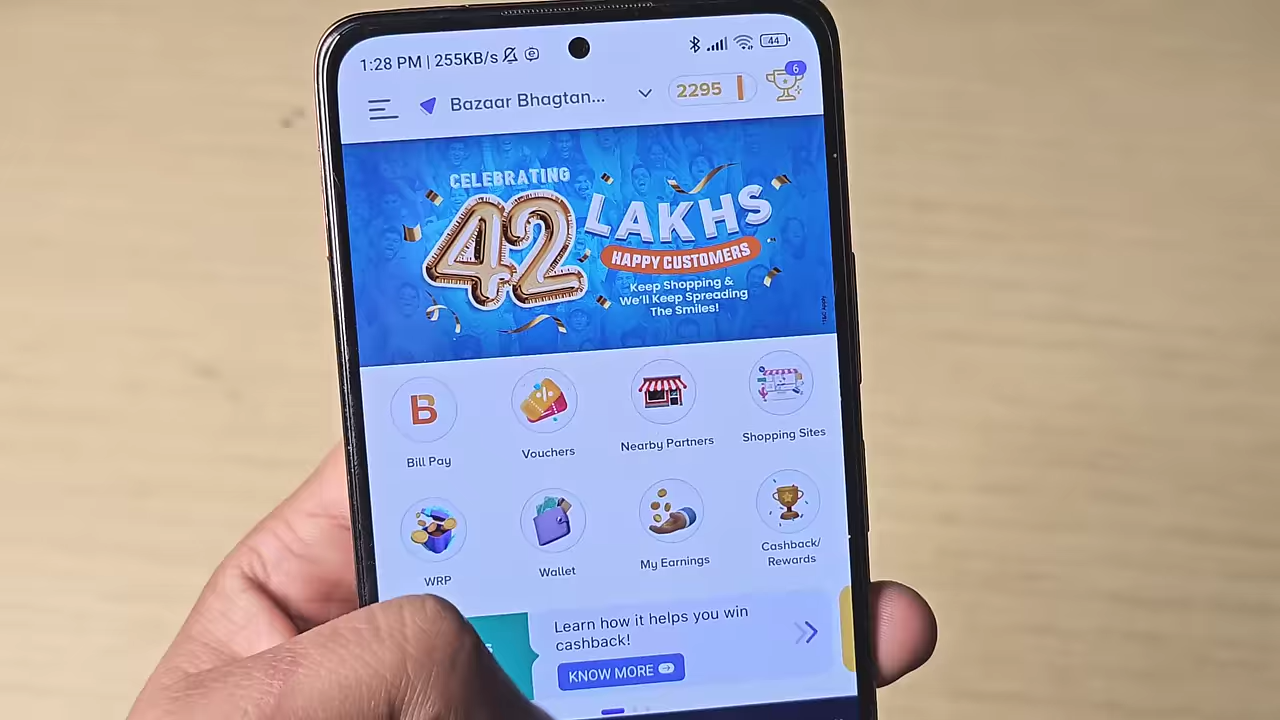 1:28 PM | 255KB/s
44
Bazaar Bhagtan...
2295
6
CELEBRATING
42 LAKHS
HAPPY CUSTOMERS
Keep Shopping &
We'll Keep Spreading
The Smiles!
B
Bill Pay
Vouchers
Nearby Partners
Shopping Sites
WRP
Wallet
My Earnings
Cashback/
Rewards
Learn how it helps you win
cashback!
KNOW MORE